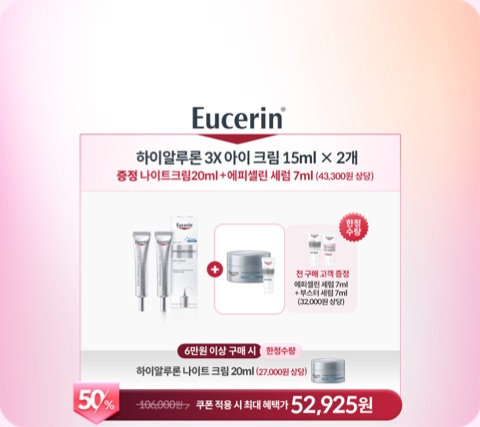 Eucerin®
하이알루론 3X 아이 크림 15ml × 2개
증정 나이트크림20ml + 에피셀린 세럼 7ml (43,300원 상당)
한정
수량
Eucerin
+
전 구매 고객 증정
에피셀린 세럼 7ml
+ 부스터 세럼 7ml
(32,000원 상당)
6만원 이상 구매 시 한정수량
하이알루론 나이트 크림 20ml (27,000원 상당)
50%
106,000원 쿠폰 적용 시 최대 혜택가 52,925원